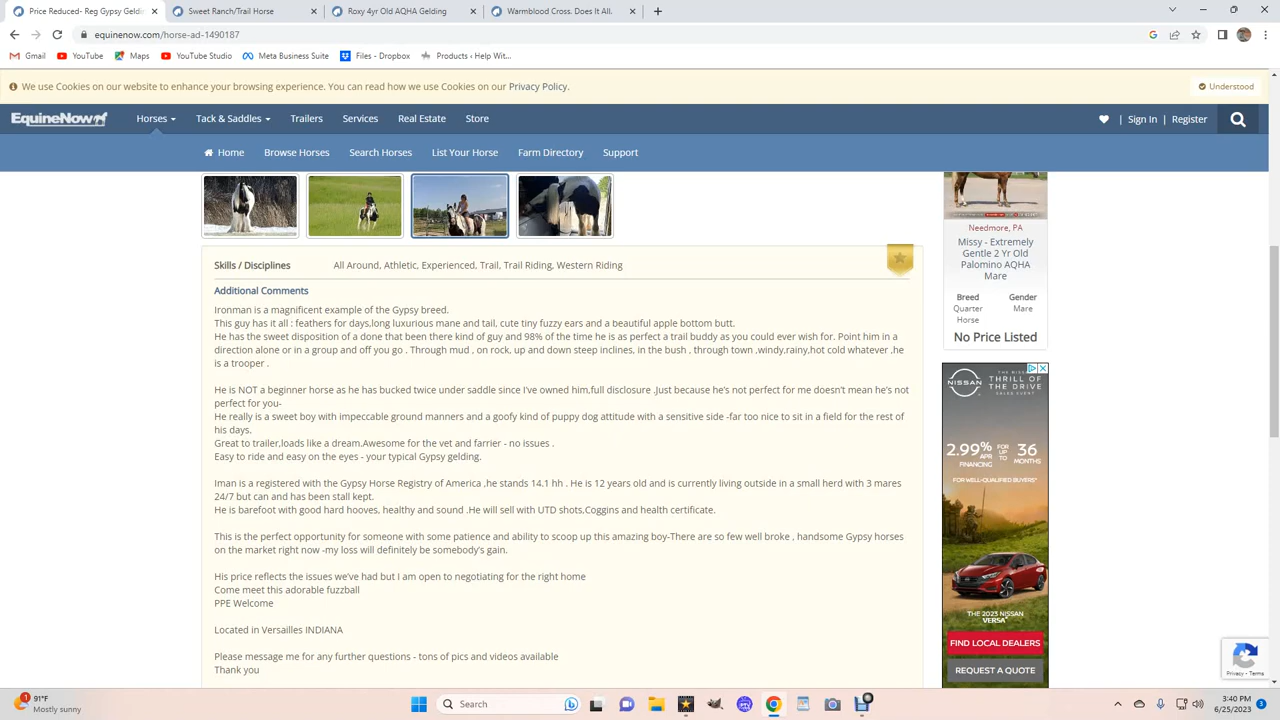 Price Reduced- Reg Gypsy Geldin
Sweet Ranch/Trail Horse
Roxy 4yr Old AQHA Gelding
Warmblood Cross. Does It All.
equinenow.com/horse-ad-1490187
Gmail
YouTube
Maps
YouTube Studio
Meta Business Suite
Files - Dropbox
Products ‹ Help Wit...
We use Cookies on our website to enhance your browsing experience. You can read how we use Cookies on our Privacy Policy.
Understood
EquineNow
Horses
Tack & Saddles
Trailers
Services
Real Estate
Store
| Sign In | Register
Home
Browse Horses
Search Horses
List Your Horse
Farm Directory
Support
Skills / Disciplines
All Around, Athletic, Experienced, Trail, Trail Riding, Western Riding
Additional Comments
Ironman is a magnificent example of the Gypsy breed.
This guy has it all : feathers for days,long luxurious mane and tail, cute tiny fuzzy ears and a beautiful apple bottom butt.
He has the sweet disposition of a done that been there kind of guy and 98% of the time he is as perfect a trail buddy as you could ever wish for. Point him in a
direction alone or in a group and off you go . Through mud , on rock, up and down steep inclines, in the bush , through town ,windy,rainy,hot cold whatever .he
is a trooper .
He is NOT a beginner horse as he has bucked twice under saddle since I've owned him,full disclosure .Just because he's not perfect for me doesn't mean he's not
perfect for you-
He really is a sweet boy with impeccable ground manners and a goofy kind of puppy dog attitude with a sensitive side -far too nice to sit in a field for the rest of
his days.
Great to trailer,loads like a dream.Awesome for the vet and farrier - no issues .
Easy to ride and easy on the eyes - your typical Gypsy gelding.
Iman is a registered with the Gypsy Horse Registry of America ,he stands 14.1 hh . He is 12 years old and is currently living outside in a small herd with 3 mares
24/7 but can and has been stall kept.
He is barefoot with good hard hooves, healthy and sound .He will sell with UTD shots,Coggins and health certificate.
This is the perfect opportunity for someone with some patience and ability to scoop up this amazing boy-There are so few well broke , handsome Gypsy horses
on the market right now -my loss will definitely be somebody's gain.
His price reflects the issues we've had but I am open to negotiating for the right home
Come meet this adorable fuzzball
PPE Welcome
Located in Versailles INDIANA
Please message me for any further questions - tons of pics and videos available
Thank you
Needmore, PA
Missy - Extremely
Gentle 2 Yr Old
Palomino AQHA
Mare
Breed
Gender
Quarter
Horse
Mare
No Price Listed
NISSAN
NISSAN
THRILL OF
THE DRIVE
SALES EVENT
2.99% APR FINANCING FOR UP TO 36 MONTHS
FOR WELL-QUALIFIED BUYERS*
THE 2023 NISSAN
VERSA®
FIND LOCAL DEALERS
REQUEST A QUOTE
Privacy - Terms
1
91°F
Mostly sunny
Search
3:40 PM
6/25/2023
3